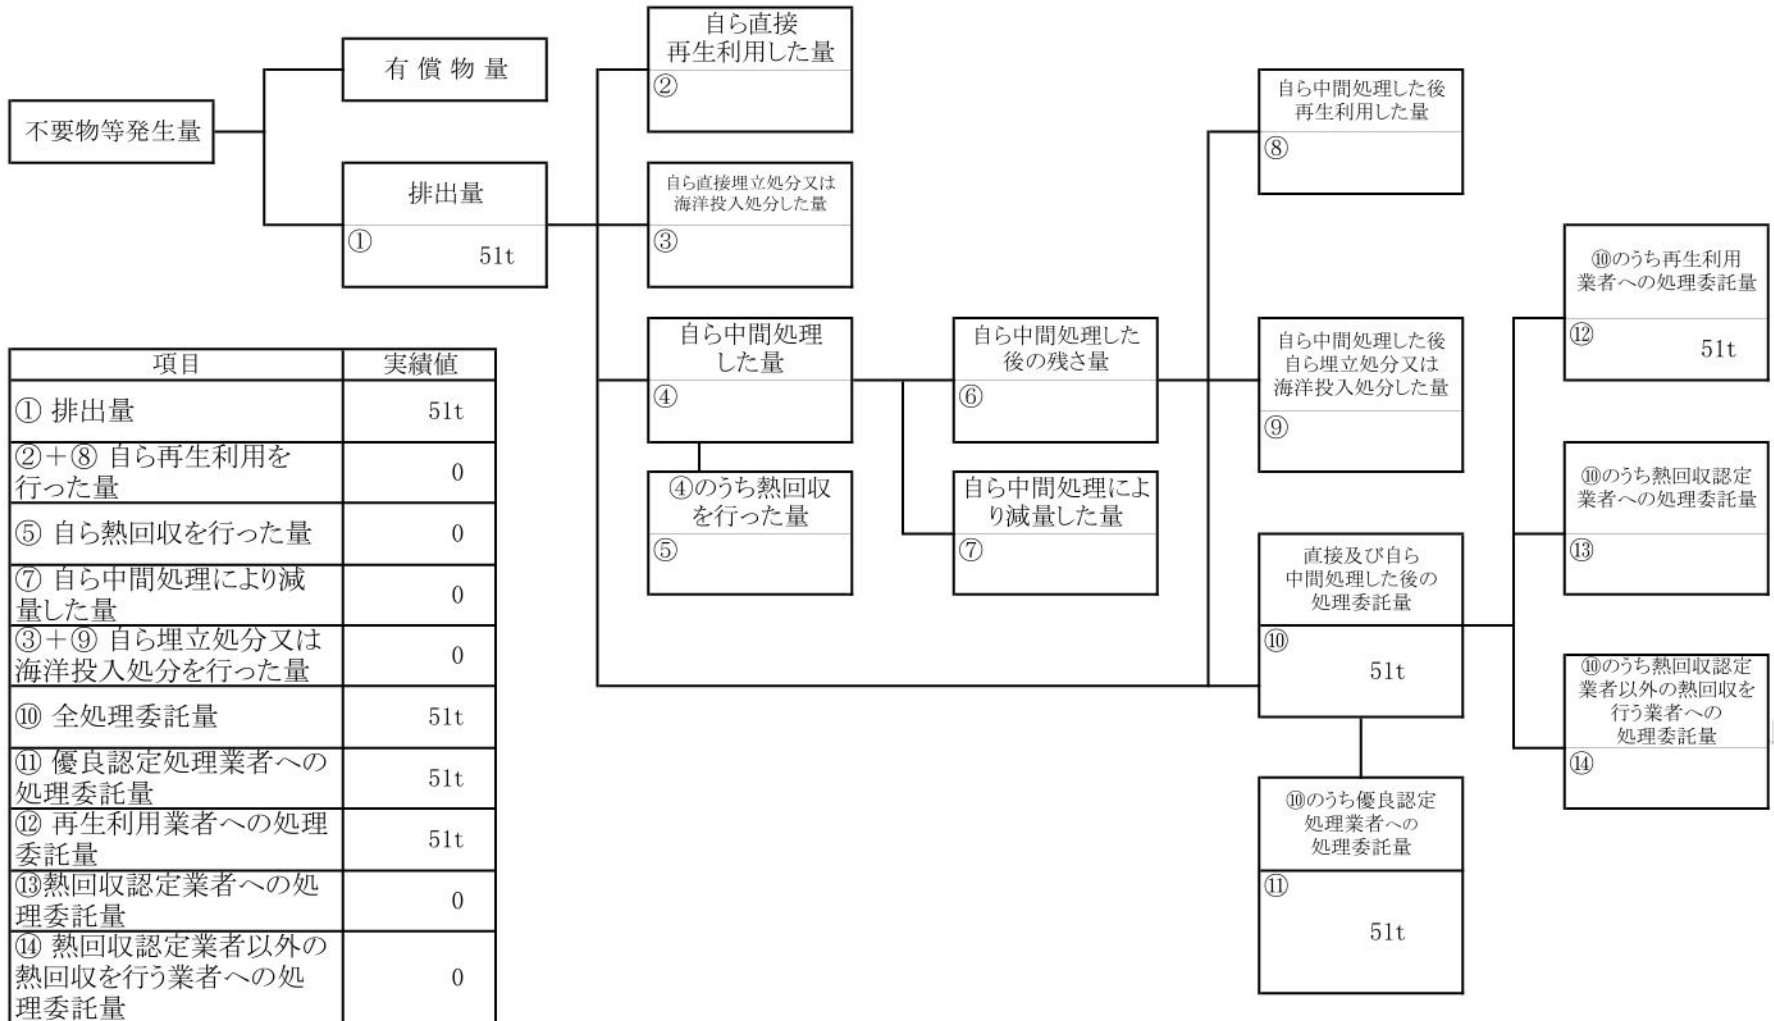 不要物等発生量
有償物量
排出量
①
51t
自ら直接
再生利用した量
②
自ら直接埋立処分又は
海洋投入処分した量
③
自ら中間処理
した量
④
④のうち熱回収
を行った量
⑤
自ら中間処理した
後の残さ量
⑥
自ら中間処理によ
り減量した量
⑦
自ら中間処理した後
再生利用した量
⑧
自ら中間処理した後
自ら埋立処分又は
海洋投入処分した量
⑨
直接及び自ら
中間処理した後の
処理委託量
⑩
51t
⑩のうち優良認定
処理業者への
処理委託量
⑪
51t
⑩のうち再生利用
業者への処理委託量
⑫
51t
⑩のうち熱回収認定
業者への処理委託量
⑬
⑩のうち熱回収認定
業者以外の熱回収を
行う業者への
処理委託量
⑭
項目 実績値
① 排出量 51t
②+⑧ 自ら再生利用を
行った量 0
⑤ 自ら熱回収を行った量 0
⑦ 自ら中間処理により減
量した量 0
③+⑨ 自ら埋立処分又は
海洋投入処分を行った量 0
⑩ 全処理委託量 51t
⑪ 優良認定処理業者への
処理委託量 51t
⑫ 再生利用業者への処理
委託量 51t
⑬熱回収認定業者への処
理委託量 0
⑭ 熱回収認定業者以外の
熱回収を行う業者への処 0
理委託量